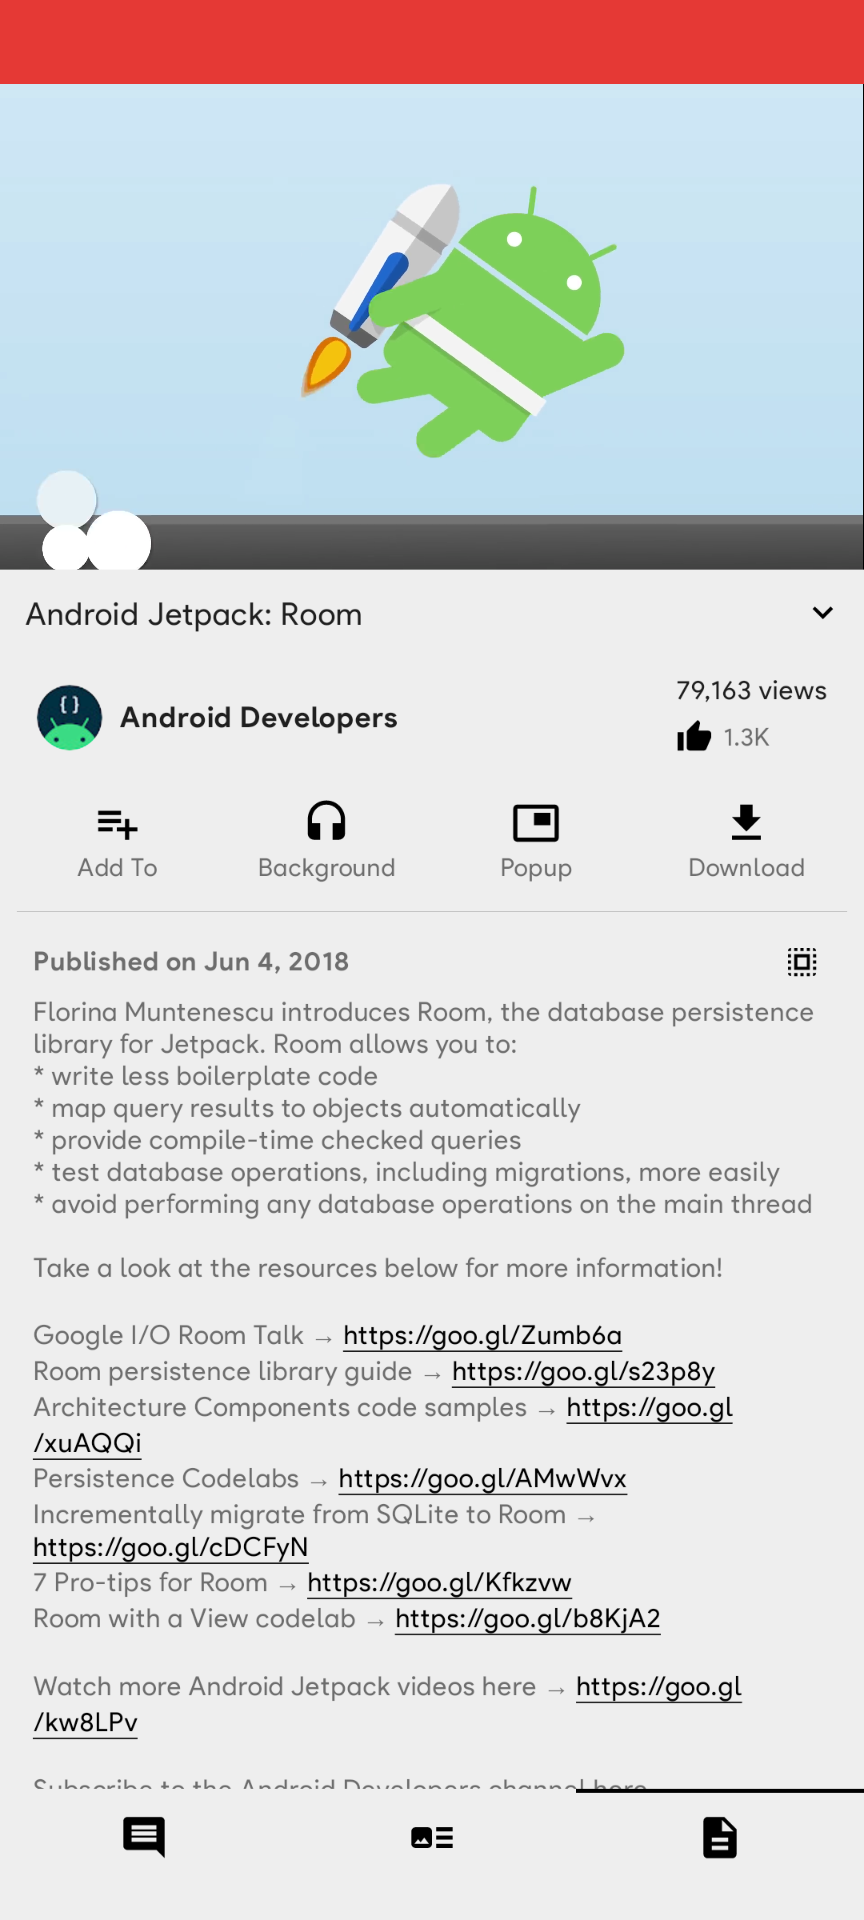 Android Jetpack: Room
Android Developers
79,163 views
1.3K
Add To
Background
Popup
Download
Published on Jun 4, 2018
Florina Muntenescu introduces Room, the database persistence
library for Jetpack. Room allows you to:
* write less boilerplate code
* map query results to objects automatically
* provide compile-time checked queries
* test database operations, including migrations, more easily
* avoid performing any database operations on the main thread
Take a look at the resources below for more information!
Google I/O Room Talk → https://goo.gl/Zumb6a
Room persistence library guide → https://goo.gl/s23p8y
Architecture Components code samples → https://goo.gl
/xuAQQi
Persistence Codelabs → https://goo.gl/AMwWvx
Incrementally migrate from SQLite to Room →
https://goo.gl/cDCFyN
7 Pro-tips for Room → https://goo.gl/Kfkzvw
Room with a View codelab → https://goo.gl/b8KjA2
Watch more Android Jetpack videos here → https://goo.gl
/kw8LPv
Subscribe to the Android Developers channel here